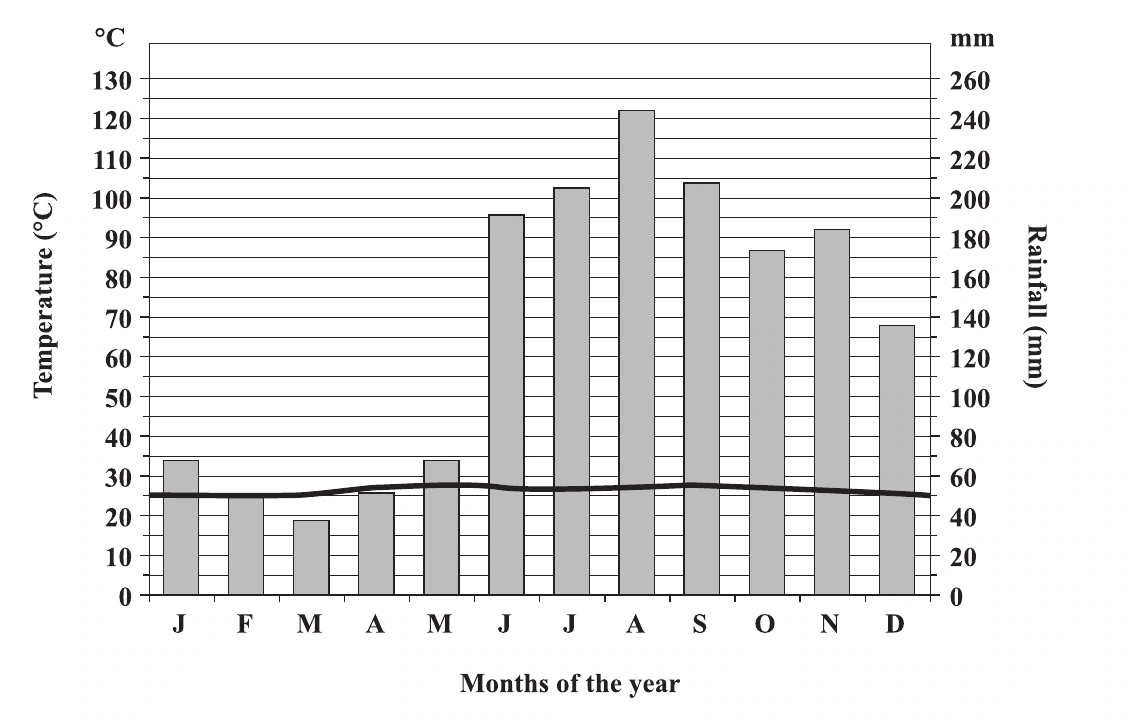 °C mm
130 260
120 240
110 220
100 200
90 180
80 160
70 140
60 120
50 100
40 80
30 60
20 40
10 20
0 0
Temperature (°C)
Rainfall (mm)
J F M A M J J A S O N D
Months of the year